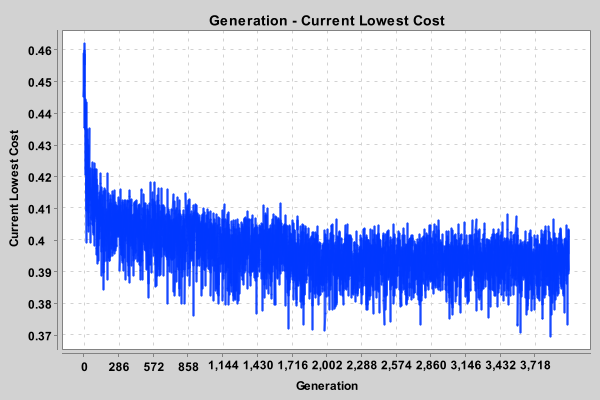 Generation - Current Lowest Cost
Current Lowest Cost
0.46
0.45
0.44
0.43
0.42
0.41
0.4
0.39
0.38
0.37
0 286 572 858 1,144 1,430 1,716 2,002 2,288 2,574 2,860 3,146 3,432 3,718
Generation